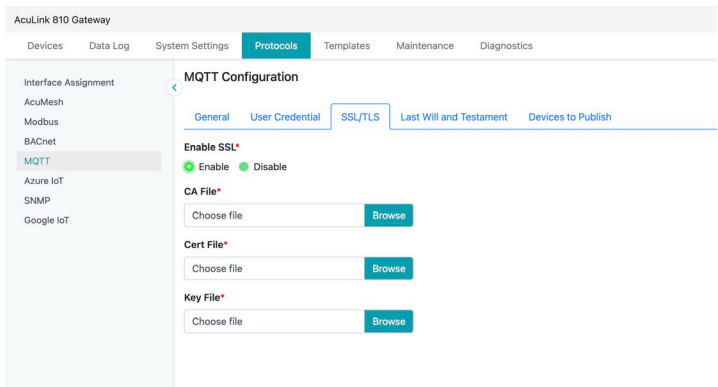 AcuLink 810 Gateway
Devices Data Log System Settings Protocols Templates Maintenance Diagnostics
Interface Assignment
AcuMesh
Modbus
BACnet
MQTT
Azure IoT
SNMP
Google IoT
MQTT Configuration
General User Credential SSL/TLS Last Will and Testament Devices to Publish
Enable SSL*
Enable Disable
CA File*
Choose file Browse
Cert File*
Choose file Browse
Key File*
Choose file Browse